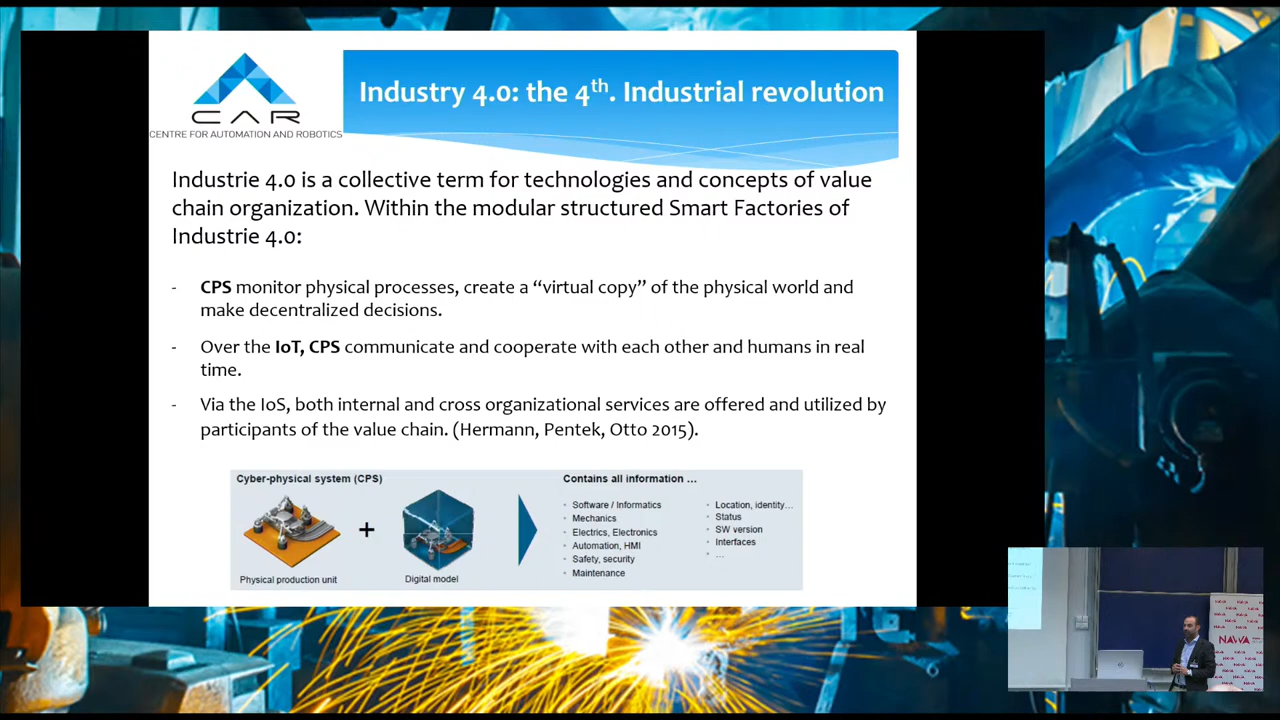 Industry 4.0: the 4th. Industrial revolution
CAR
CENTRE FOR AUTOMATION AND ROBOTICS
Industrie 4.0 is a collective term for technologies and concepts of value
chain organization. Within the modular structured Smart Factories of
Industrie 4.0:
- CPS monitor physical processes, create a “virtual copy” of the physical world and
make decentralized decisions.
- Over the IoT, CPS communicate and cooperate with each other and humans in real
time.
- Via the IoS, both internal and cross organizational services are offered and utilized by
participants of the value chain. (Hermann, Pentek, Otto 2015).
Cyber-physical system (CPS)
+
Physical production unit
Digital model
Contains all information ...
- Software / Informatics
- Mechanics
- Electrics, Electronics
- Automation, HMI
- Safety, security
- Maintenance
- Location, identity...
- Status
- SW version
- Interfaces
- ...
NAWA